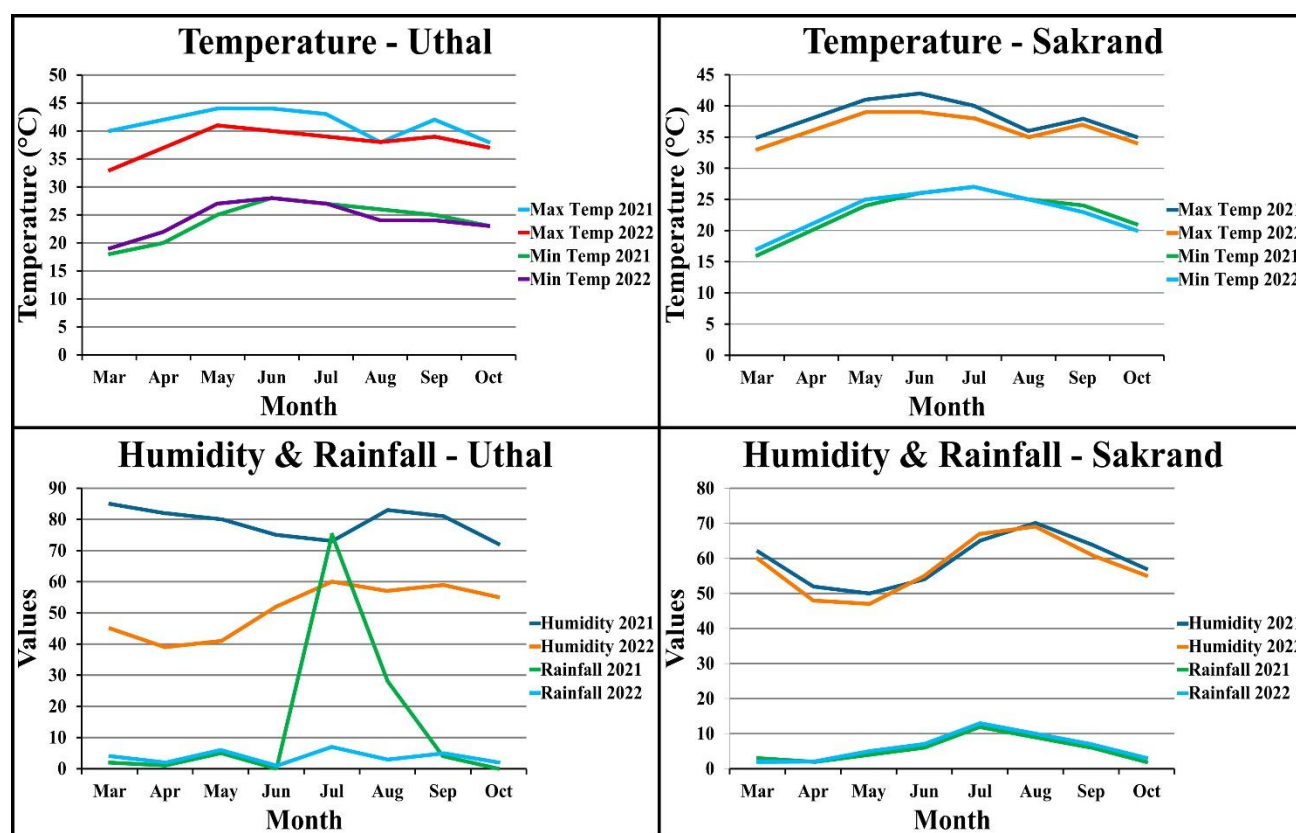 Temperature - Uthal
Temperature (°C)
50
45
40
35
30
25
20
15
10
5
0
Mar Apr May Jun Jul Aug Sep Oct
Month
Max Temp 2021
Max Temp 2022
Min Temp 2021
Min Temp 2022
Temperature - Sakrand
Temperature (°C)
45
40
35
30
25
20
15
10
5
0
Mar Apr May Jun Jul Aug Sep Oct
Month
Max Temp 2021
Max Temp 2022
Min Temp 2021
Min Temp 2022
Humidity & Rainfall - Uthal
Values
90
80
70
60
50
40
30
20
10
0
Mar Apr May Jun Jul Aug Sep Oct
Month
Humidity 2021
Humidity 2022
Rainfall 2021
Rainfall 2022
Humidity & Rainfall - Sakrand
Values
80
70
60
50
40
30
20
10
0
Mar Apr May Jun Jul Aug Sep Oct
Month
Humidity 2021
Humidity 2022
Rainfall 2021
Rainfall 2022